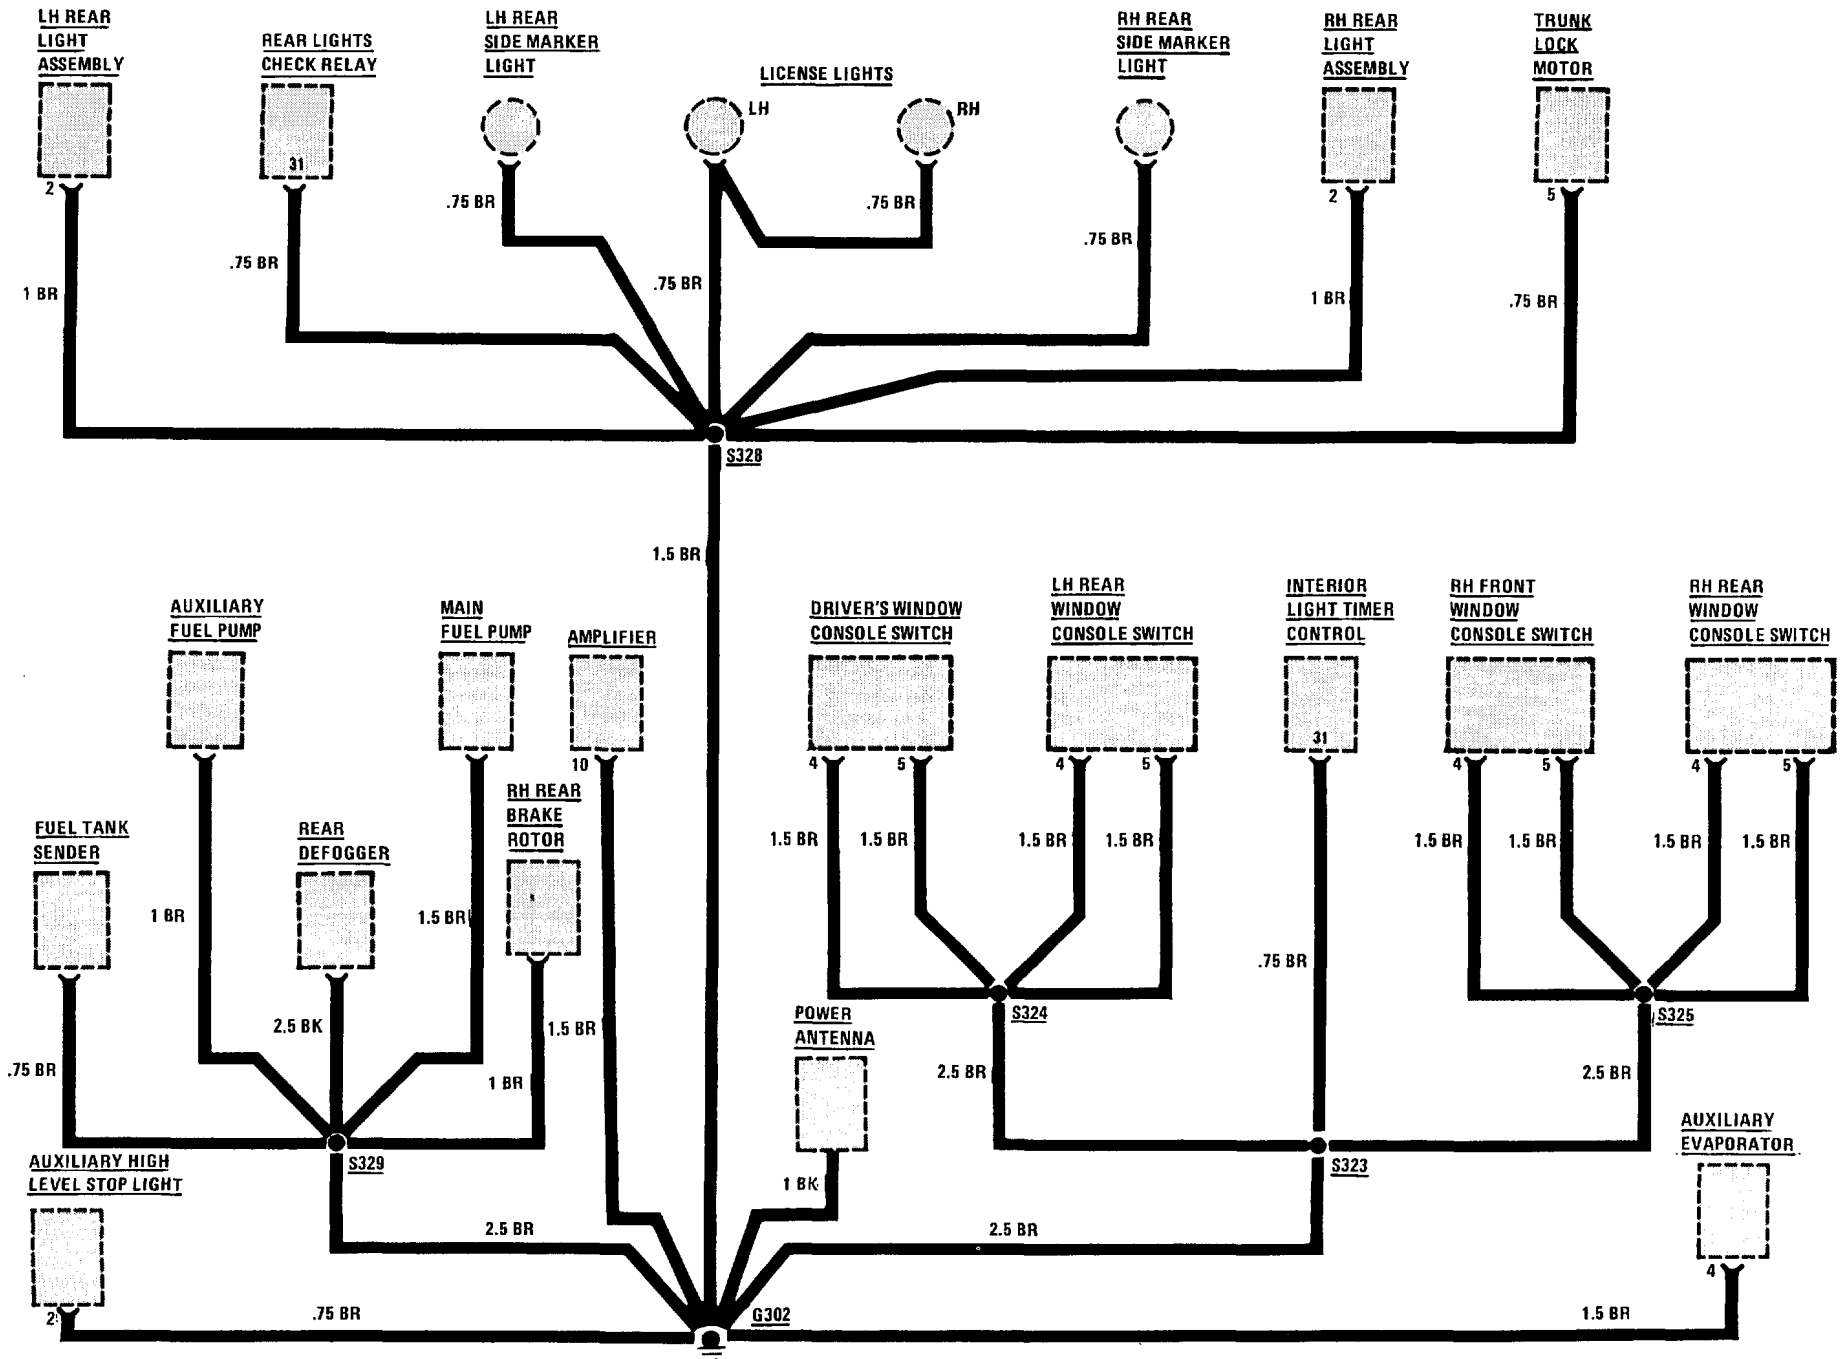 LH REAR
LIGHT
ASSEMBLY
REAR LIGHTS
CHECK RELAY
LH REAR
SIDE MARKER
LIGHT
LICENSE LIGHTS
LH
RH
RH REAR
SIDE MARKER
LIGHT
RH REAR
LIGHT
ASSEMBLY
TRUNK
LOCK
MOTOR
2
31
2
5
1 BR
.75 BR
.75 BR
.75 BR
.75 BR
.75 BR
1 BR
.75 BR
S328
1.5 BR
AUXILIARY
FUEL PUMP
MAIN
FUEL PUMP
AMPLIFIER
DRIVER'S WINDOW
CONSOLE SWITCH
LH REAR
WINDOW
CONSOLE SWITCH
INTERIOR
LIGHT TIMER
CONTROL
RH FRONT
WINDOW
CONSOLE SWITCH
RH REAR
WINDOW
CONSOLE SWITCH
10
4
5
4
5
31
4
5
4
5
FUEL TANK
SENDER
REAR
DEFOGGER
RH REAR
BRAKE
ROTOR
1.5 BR
1.5 BR
1.5 BR
1.5 BR
1.5 BR
1.5 BR
1.5 BR
1.5 BR
1 BR
1.5 BR
.75 BR
2.5 BK
1.5 BR
.75 BR
1 BR
POWER
ANTENNA
S324
S325
2.5 BR
2.5 BR
S329
S323
AUXILIARY HIGH
LEVEL STOP LIGHT
1 BK
AUXILIARY
EVAPORATOR
2.5 BR
2.5 BR
2
4
.75 BR
G302
1.5 BR